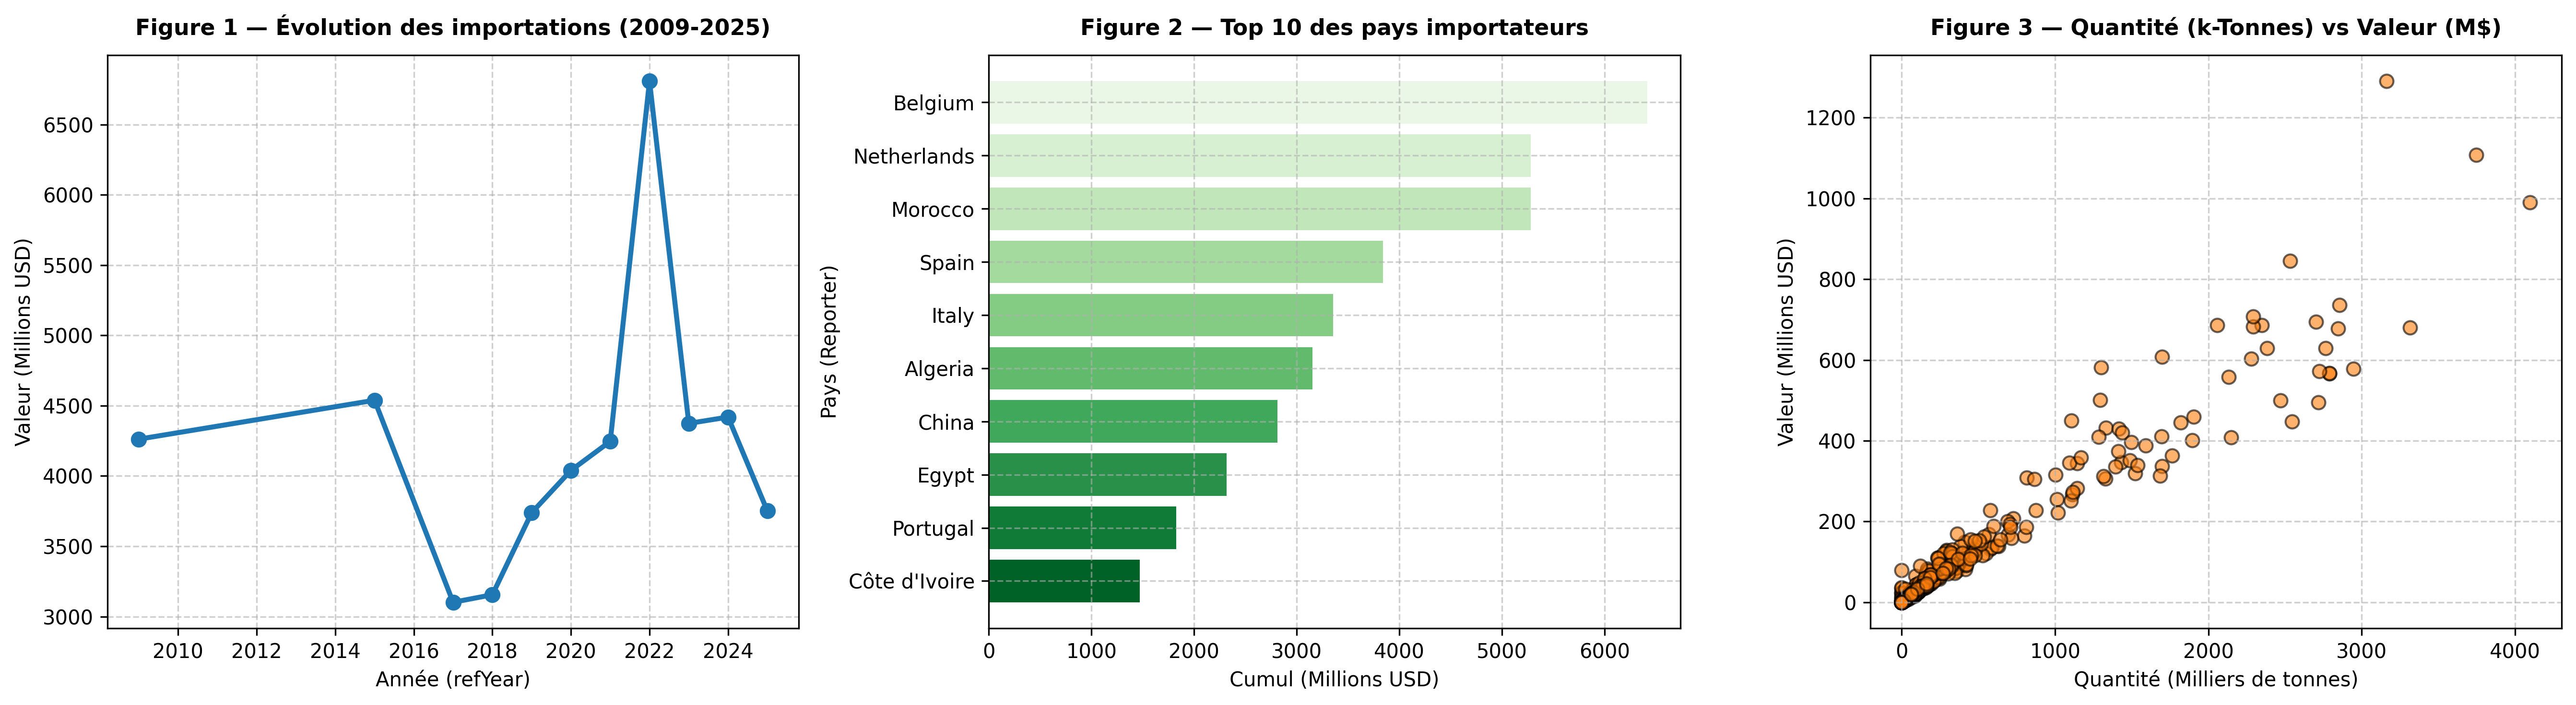 Figure 1 — Évolution des importations (2009-2025)
Valeur (Millions USD)
6500
6000
5500
5000
4500
4000
3500
3000
2010 2012 2014 2016 2018 2020 2022 2024
Année (refYear)
Figure 2 — Top 10 des pays importateurs
Pays (Reporter)
Belgium
Netherlands
Morocco
Spain
Italy
Algeria
China
Egypt
Portugal
Côte d'Ivoire
0 1000 2000 3000 4000 5000 6000
Cumul (Millions USD)
Figure 3 — Quantité (k-Tonnes) vs Valeur (M$)
Valeur (Millions USD)
1200
1000
800
600
400
200
0
0 1000 2000 3000 4000
Quantité (Milliers de tonnes)